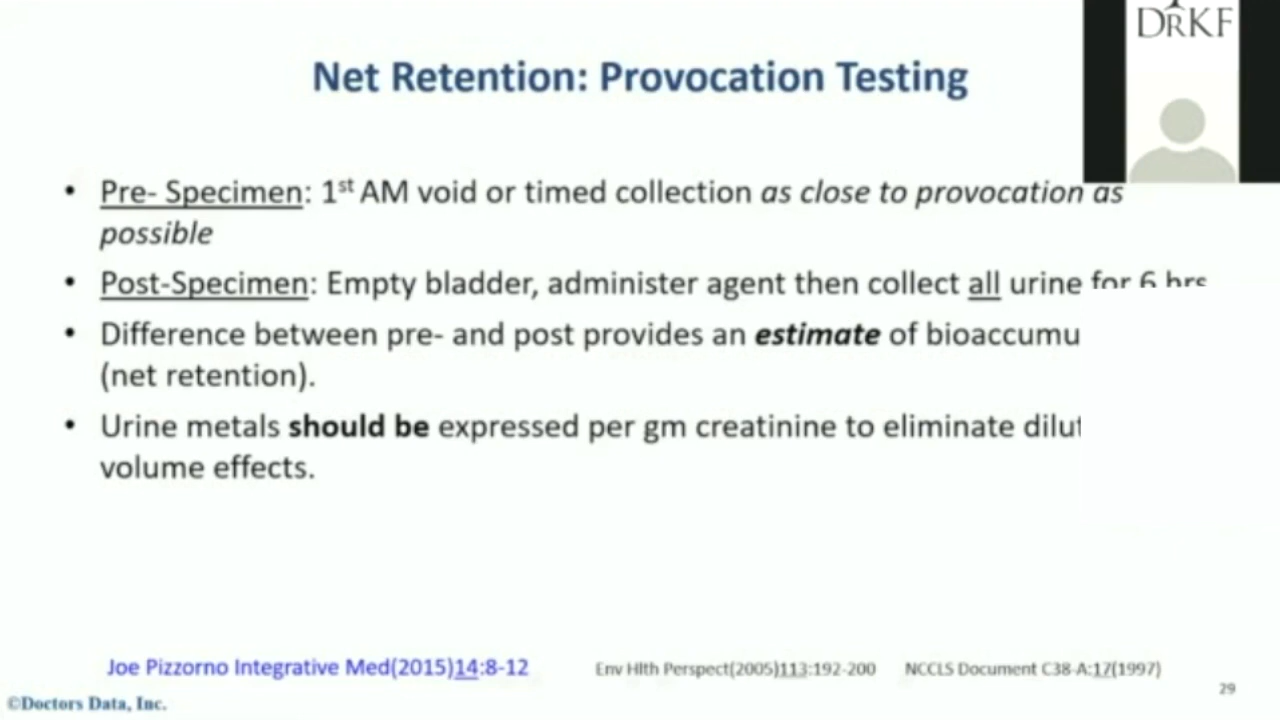 DRKF
Net Retention: Provocation Testing
• Pre- Specimen: 1st AM void or timed collection as close to provocation as
possible
• Post-Specimen: Empty bladder, administer agent then collect all urine for 6 hrs
• Difference between pre- and post provides an estimate of bioaccumu
(net retention).
• Urine metals should be expressed per gm creatinine to eliminate dilut
volume effects.
Joe Pizzorno Integrative Med(2015)14:8-12 Env Hlth Perspect(2005)113:192-200 NCCLS Document C38-A:17(1997)
29
©Doctors Data, Inc.